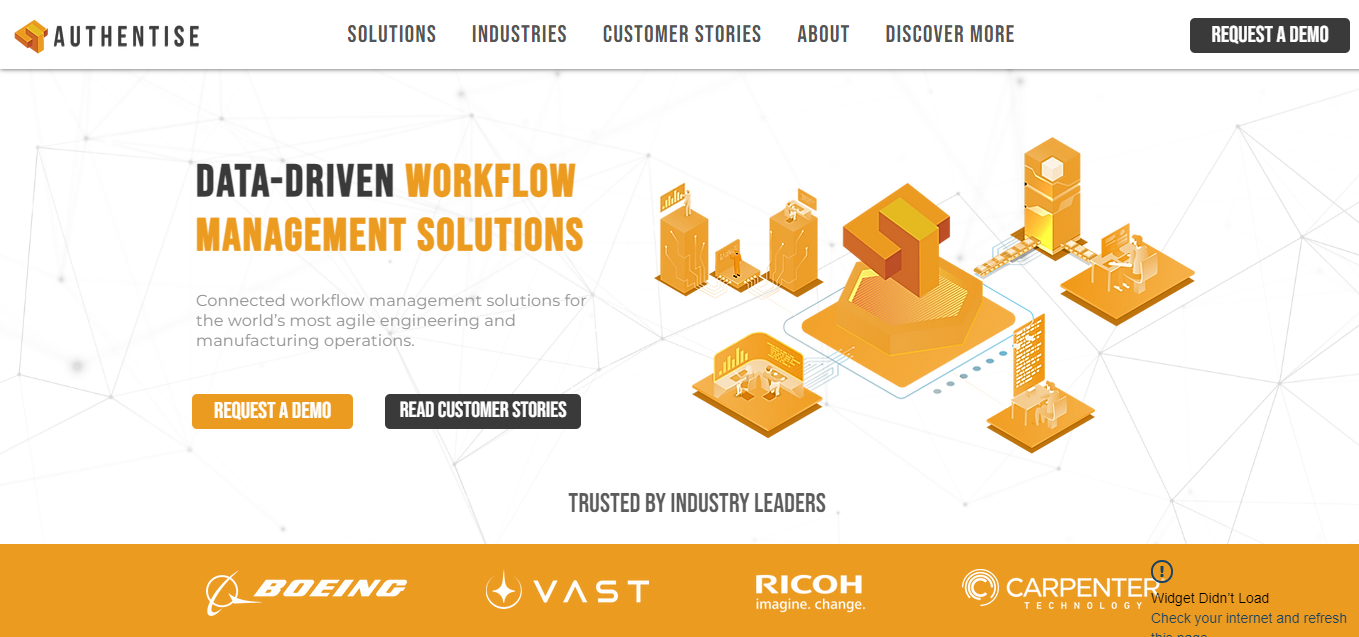 AUTHENTISE
SOLUTIONS
INDUSTRIES
CUSTOMER STORIES
ABOUT
DISCOVER MORE
REQUEST A DEMO
DATA-DRIVEN WORKFLOW
MANAGEMENT SOLUTIONS
Connected workflow management solutions for
the world’s most agile engineering and
manufacturing operations.
REQUEST A DEMO
READ CUSTOMER STORIES
TRUSTED BY INDUSTRY LEADERS
BOEING
VAST
RICOH
imagine. change.
CARPENTER
TECHNOLOGY
Widget Didn’t Load
Check your internet and refresh
this page